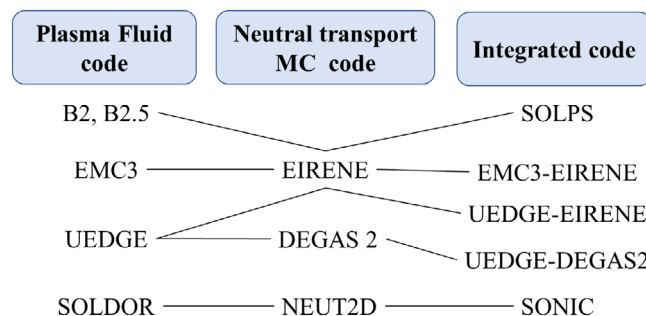 Plasma Fluid
code
Neutral transport
MC code
Integrated code
B2, B2.5
SOLPS
EMC3
EIRENE
EMC3-EIRENE
UEDGE-EIRENE
UEDGE
DEGAS 2
UEDGE-DEGAS2
SOLDOR
NEUT2D
SONIC